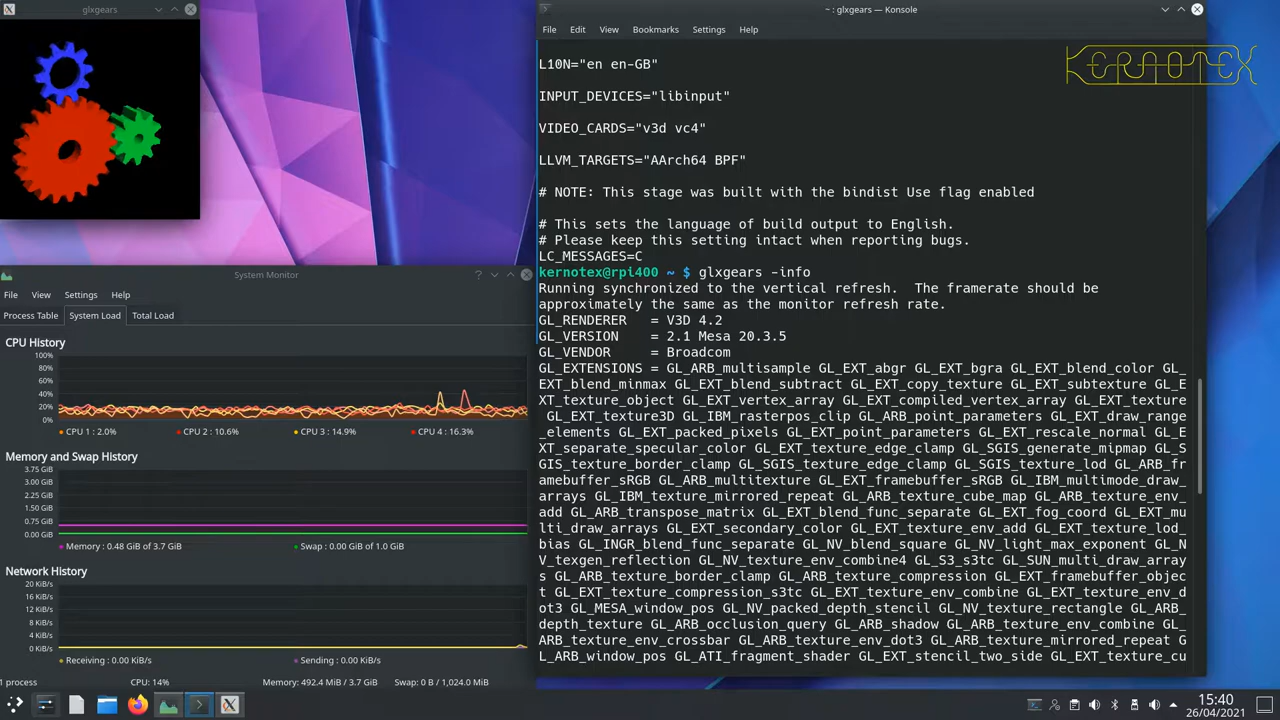 glxgears
~ : glxgears — Konsole
File Edit View Bookmarks Settings Help
KERNOTEX
L10N="en en-GB"
INPUT_DEVICES="libinput"
VIDEO_CARDS="v3d vc4"
LLVM_TARGETS="AArch64 BPF"
# NOTE: This stage was built with the bindist Use flag enabled
# This sets the language of build output to English.
# Please keep this setting intact when reporting bugs.
LC_MESSAGES=C
kernotex@rpi400 ~ $ glxgears -info
Running synchronized to the vertical refresh.  The framerate should be
approximately the same as the monitor refresh rate.
GL_RENDERER   = V3D 4.2
GL_VERSION    = 2.1 Mesa 20.3.5
GL_VENDOR     = Broadcom
GL_EXTENSIONS = GL_ARB_multisample GL_EXT_abgr GL_EXT_bgra GL_EXT_blend_color GL_E
EXT_blend_minmax GL_EXT_blend_subtract GL_EXT_copy_texture GL_EXT_subtexture GL_E
XT_texture_object GL_EXT_vertex_array GL_EXT_compiled_vertex_array GL_EXT_texture
GL_EXT_texture3D GL_IBM_rasterpos_clip GL_ARB_point_parameters GL_EXT_draw_range
_elements GL_EXT_packed_pixels GL_EXT_point_parameters GL_EXT_rescale_normal GL_E
XT_separate_specular_color GL_EXT_texture_edge_clamp GL_SGIS_generate_mipmap GL_S
GIS_texture_border_clamp GL_SGIS_texture_edge_clamp GL_SGIS_texture_lod GL_ARB_fr
amebuffer_sRGB GL_ARB_multitexture GL_EXT_framebuffer_sRGB GL_IBM_multimode_draw_
arrays GL_IBM_texture_mirrored_repeat GL_ARB_texture_cube_map GL_ARB_texture_env_
add GL_ARB_transpose_matrix GL_EXT_blend_func_separate GL_EXT_fog_coord GL_EXT_mu
lti_draw_arrays GL_EXT_secondary_color GL_EXT_texture_env_add GL_EXT_texture_lod_
bias GL_INGR_blend_func_separate GL_NV_blend_square GL_NV_light_max_exponent GL_N
V_texgen_reflection GL_NV_texture_env_combine4 GL_S3_s3tc GL_SUN_multi_draw_array
s GL_ARB_texture_border_clamp GL_ARB_texture_compression GL_EXT_framebuffer_objec
t GL_EXT_texture_compression_s3tc GL_EXT_texture_env_combine GL_EXT_texture_env_d
ot3 GL_MESA_window_pos GL_NV_packed_depth_stencil GL_NV_texture_rectangle GL_ARB_
depth_texture GL_ARB_occlusion_query GL_ARB_shadow GL_ARB_texture_env_combine GL_
ARB_texture_env_crossbar GL_ARB_texture_env_dot3 GL_ARB_texture_mirrored_repeat G
L_ARB_window_pos GL_ATI_fragment_shader GL_EXT_stencil_two_side GL_EXT_texture_cu
System Monitor
File View Settings Help
Process Table System Load Total Load
CPU History
100%
80%
60%
40%
20%
0%
CPU 1 : 2.0% CPU 2 : 10.6% CPU 3 : 14.9% CPU 4 : 16.3%
Memory and Swap History
3.75 GiB
3.00 GiB
2.25 GiB
1.50 GiB
0.75 GiB
0.00 GiB
Memory : 0.48 GiB of 3.7 GiB Swap : 0.00 GiB of 1.0 GiB
Network History
20 KiB/s
12 KiB/s
8 KiB/s
4 KiB/s
0 KiB/s
Receiving : 0.00 KiB/s Sending : 0.00 KiB/s
1 process CPU: 14% Memory: 492.4 MiB / 3.7 GiB Swap: 0 B / 1,024.0 MiB
15:40
26/04/2021